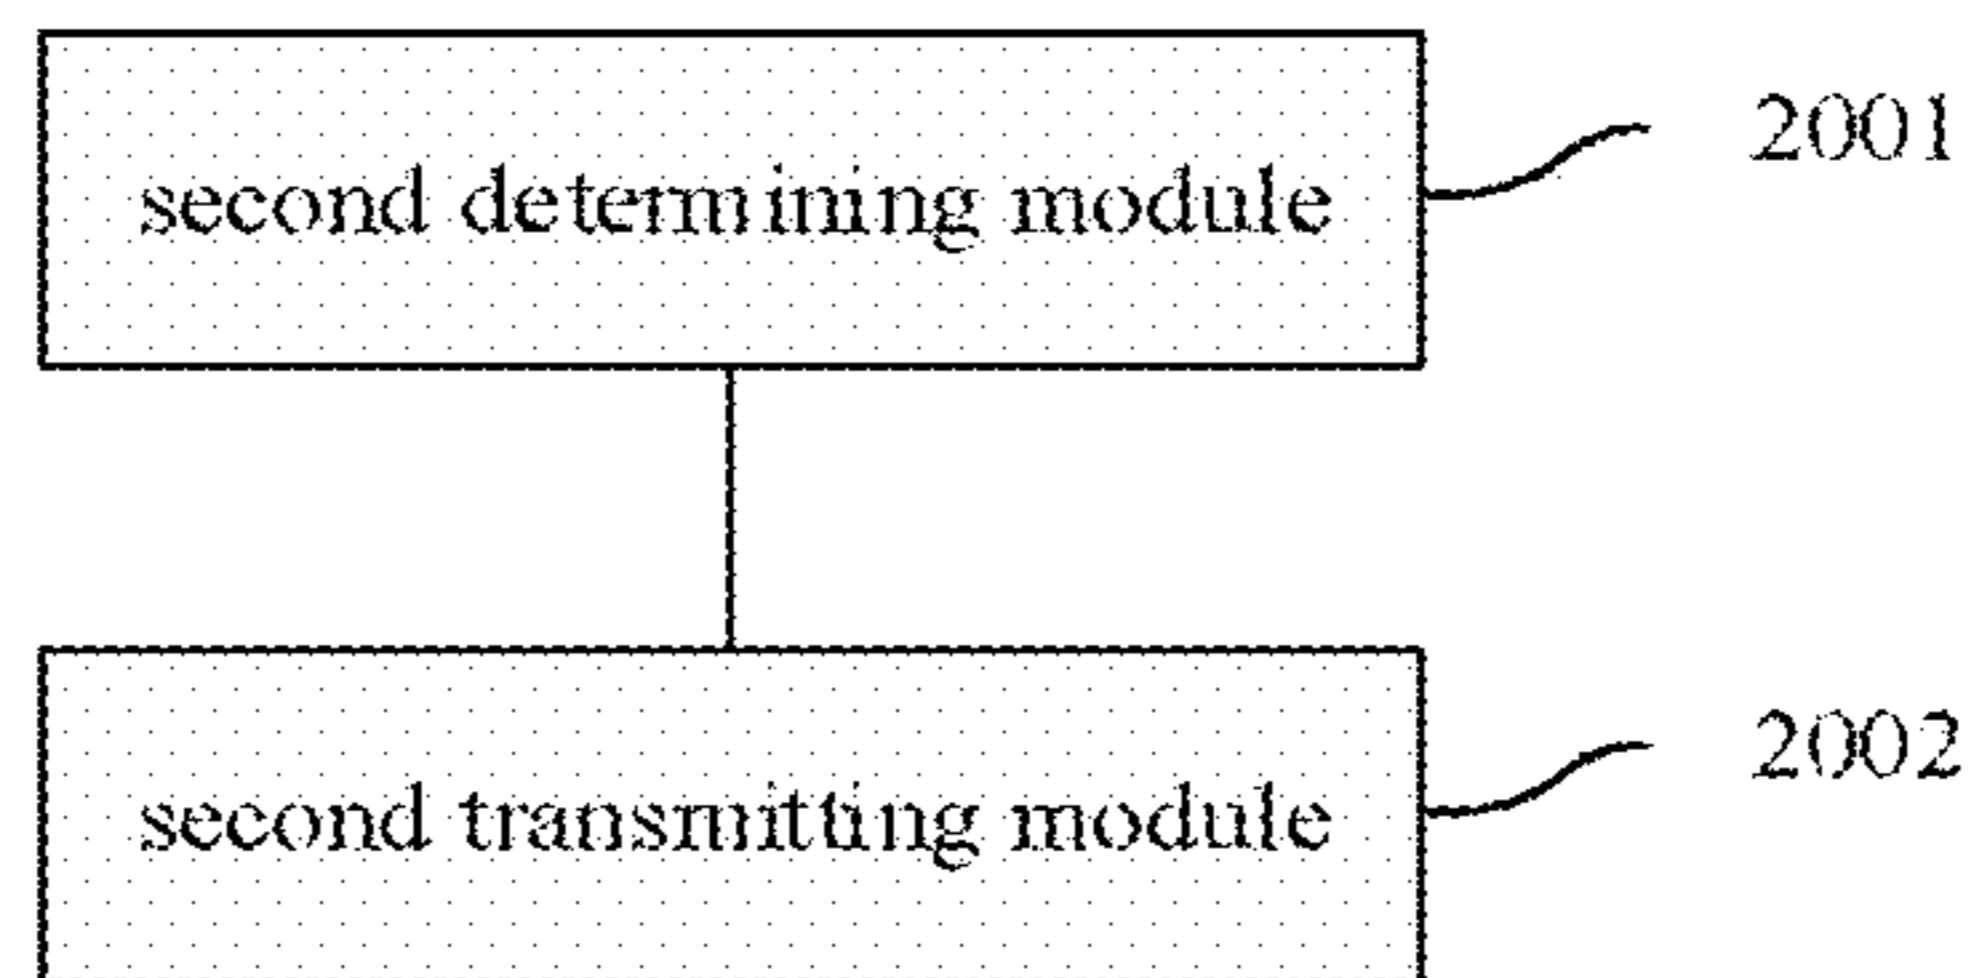 second determining module
2001
second transmitting module
2002